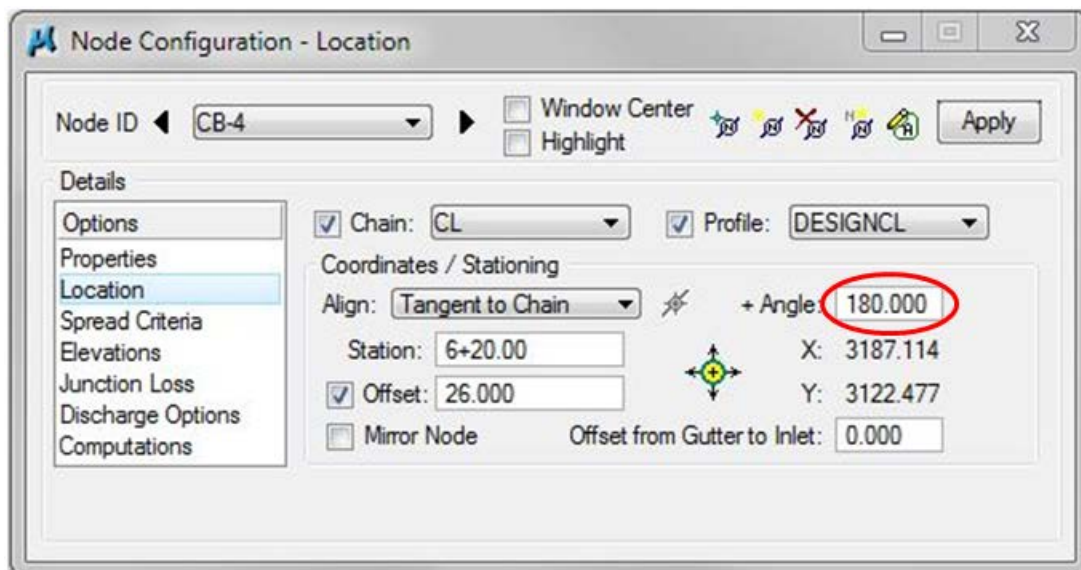 Node Configuration - Location
Node ID CB-4 Window Center Apply
Highlight
Details
Options
Properties
Location
Spread Criteria
Elevations
Junction Loss
Discharge Options
Computations
Chain: CL Profile: DESIGNCL
Coordinates / Stationing
Align: Tangent to Chain + Angle: 180.000
Station: 6+20.00 X: 3187.114
Offset: 26.000 Y: 3122.477
Mirror Node Offset from Gutter to Inlet: 0.000